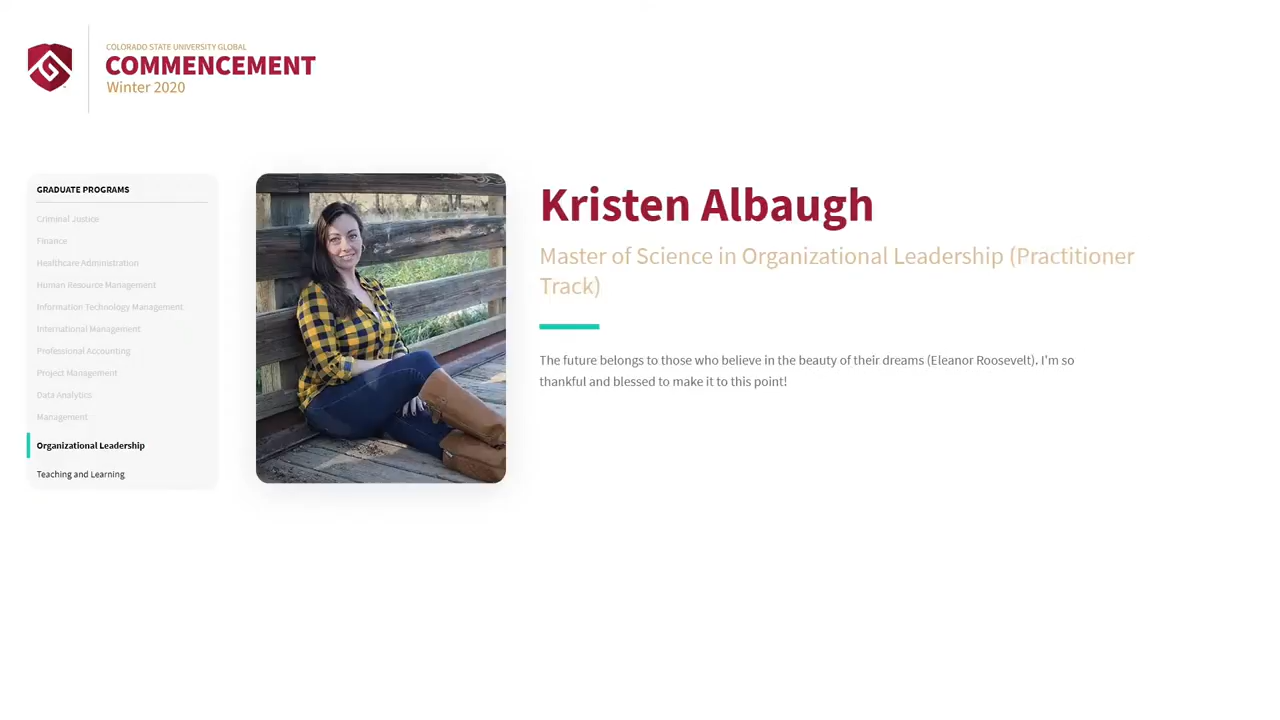 COLORADO STATE UNIVERSITY GLOBAL
COMMENCEMENT
Winter 2020
GRADUATE PROGRAMS
Criminal Justice
Finance
Healthcare Administration
Human Resource Management
Information Technology Management
International Management
Professional Accounting
Project Management
Data Analytics
Management
Organizational Leadership
Teaching and Learning
Kristen Albaugh
Master of Science in Organizational Leadership (Practitioner
Track)
The future belongs to those who believe in the beauty of their dreams (Eleanor Roosevelt). I'm so
thankful and blessed to make it to this point!